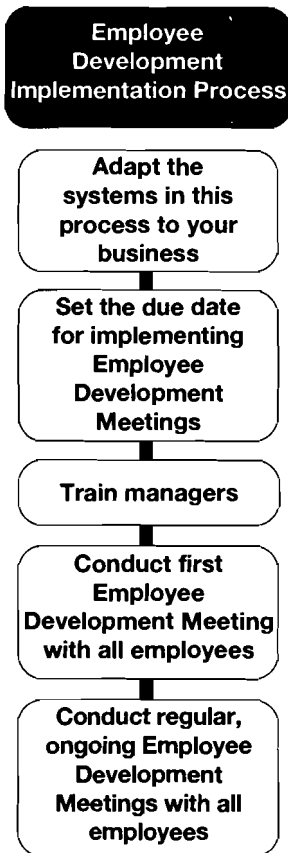 Employee
Development
Implementation Process
Adapt the
systems in this
process to your
business
Set the due date
for implementing
Employee
Development
Meetings
Train managers
Conduct first
Employee
Development Meeting
with all employees
Conduct regular,
ongoing Employee
Development
Meetings with all
employees